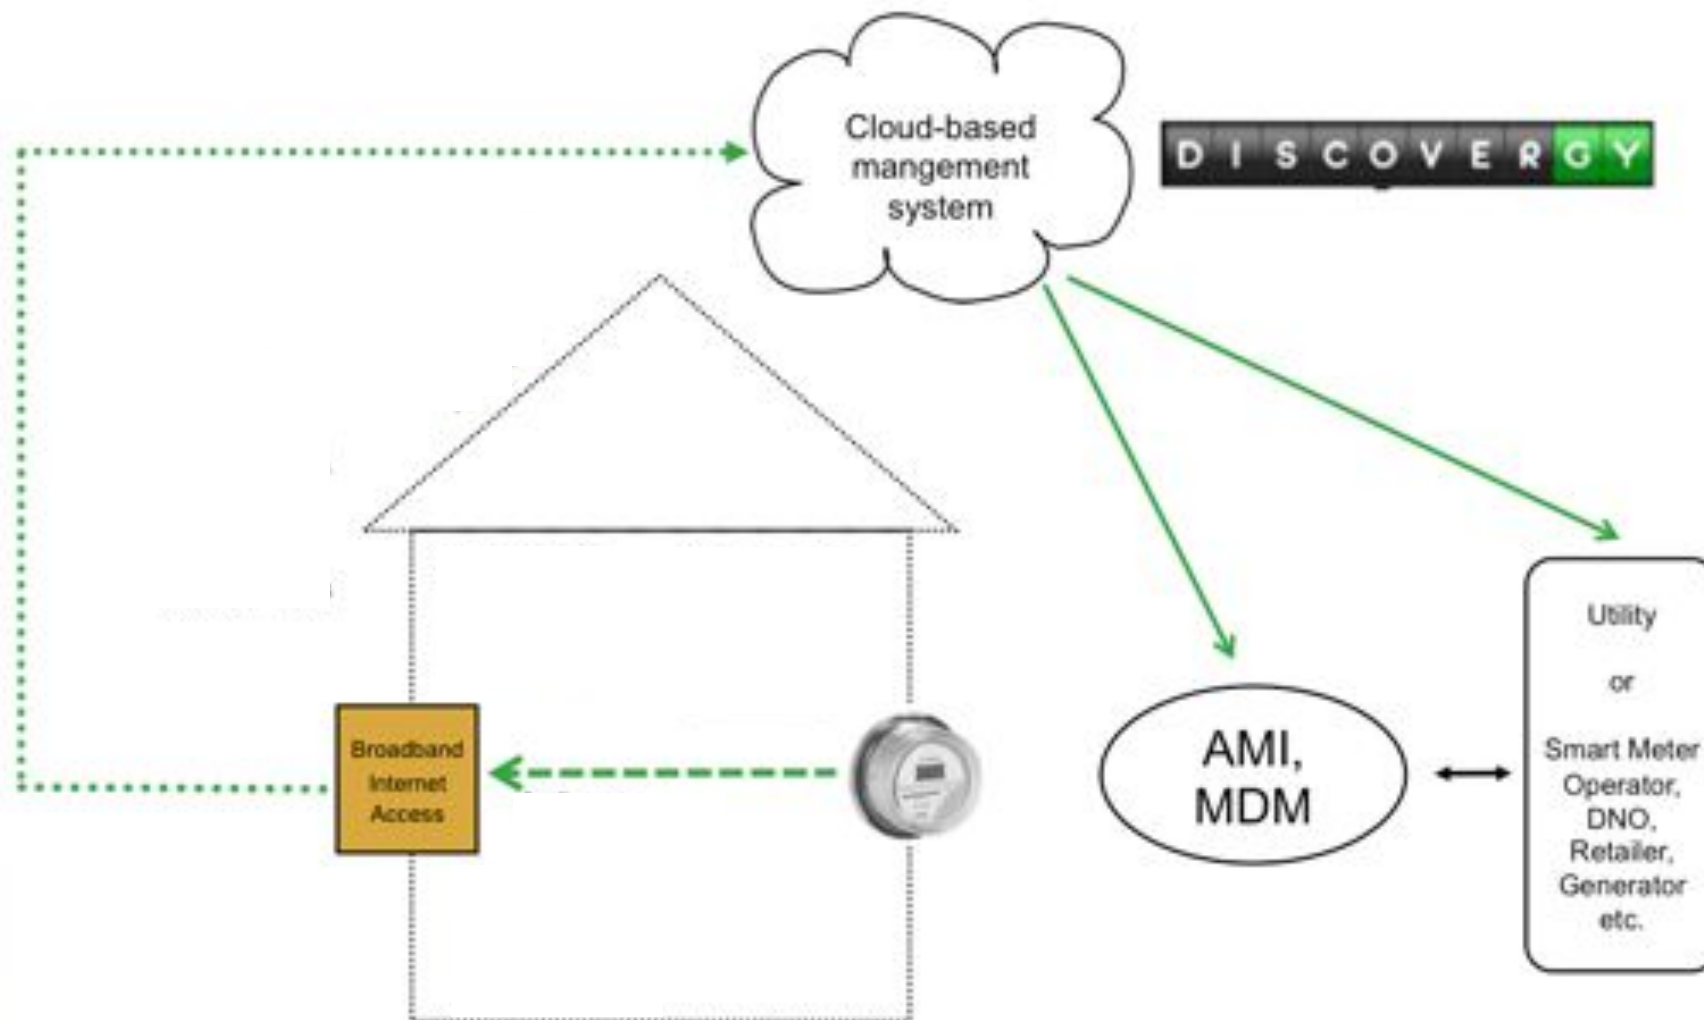 Cloud-based
mangement
system
DISCOVERGY
Broadband
Internet
Access
AMI,
MDM
Utility
or
Smart Meter
Operator,
DNO,
Retailer,
Generator
etc.